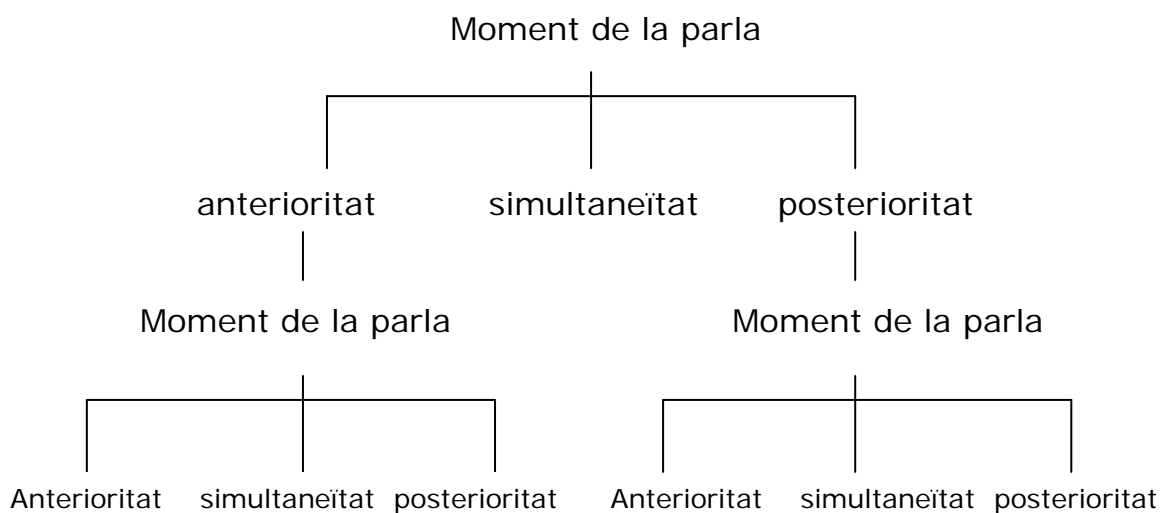 Moment de la parla
anterioritat simultaneïtat posterioritat
Moment de la parla Moment de la parla
Anterioritat simultaneïtat posterioritat Anterioritat simultaneïtat posterioritat